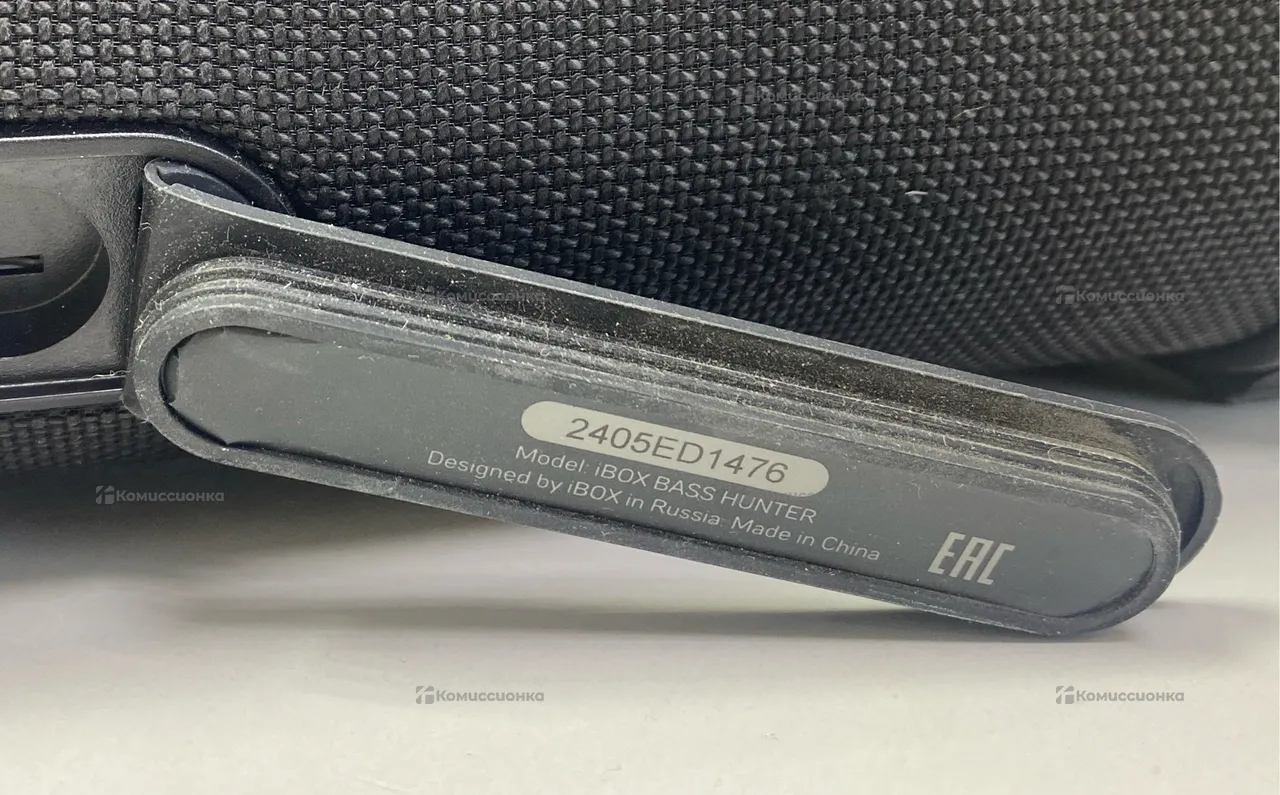 2405ED1476
Model: iBOX BASS HUNTER
Designed by iBOX in Russia. Made in China
EAC
Комиссионка
Комиссионка
Комиссионка
Комиссионка
Комиссионка